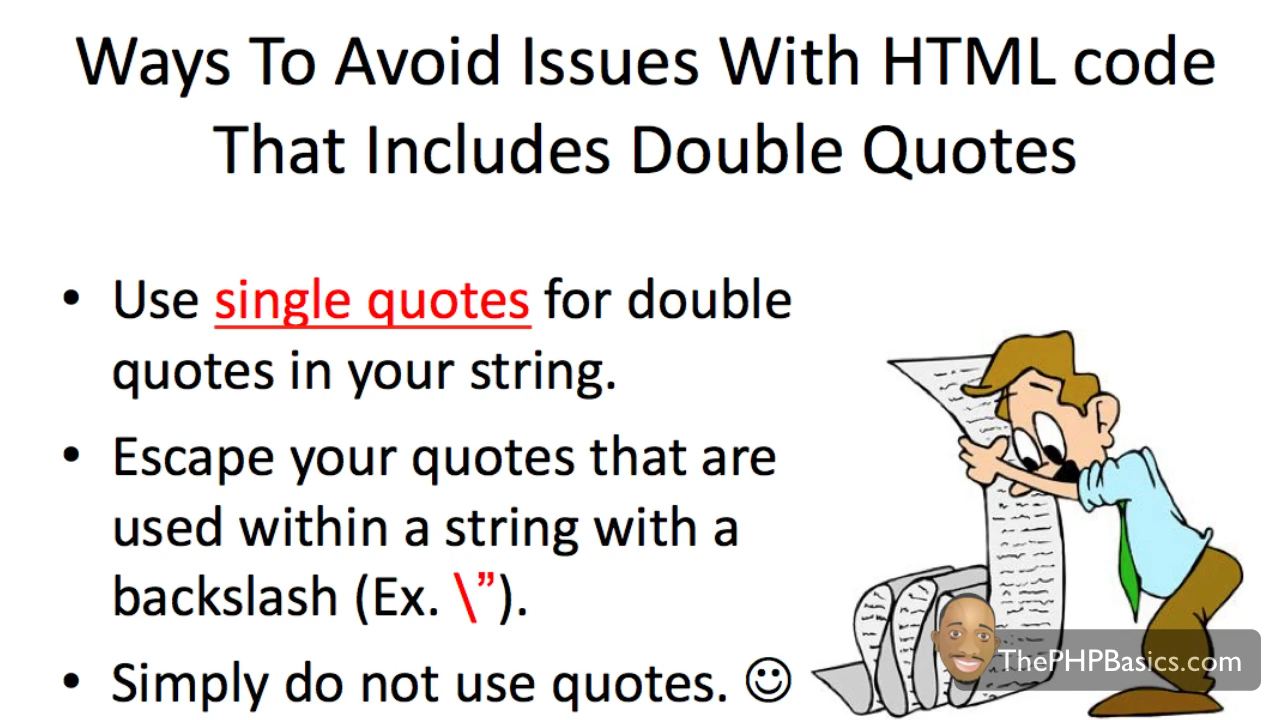 Ways To Avoid Issues With HTML code
That Includes Double Quotes
• Use single quotes for double
quotes in your string.
• Escape your quotes that are
used within a string with a
backslash (Ex. \”).
• Simply do not use quotes. ☺
ThePHPBasics.com